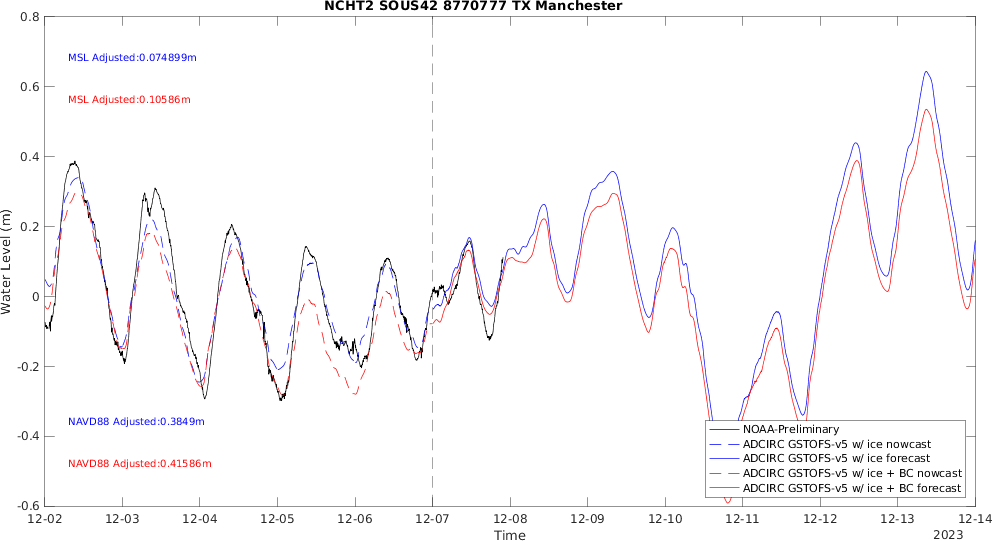 NCHT2 SOUS42 8770777 TX Manchester
0.8
0.6
0.4
0.2
0
-0.2
-0.4
-0.6
Water Level (m)
MSL Adjusted:0.074899m
MSL Adjusted:0.10586m
NAVD88 Adjusted:0.3849m
NAVD88 Adjusted:0.41586m
NOAA-Preliminary
ADCIRC GSTOFS-v5 w/ ice nowcast
ADCIRC GSTOFS-v5 w/ ice forecast
ADCIRC GSTOFS-v5 w/ ice + BC nowcast
ADCIRC GSTOFS-v5 w/ ice + BC forecast
12-02 12-03 12-04 12-05 12-06 12-07 12-08 12-09 12-10 12-11 12-12 12-13 12-14
Time
2023